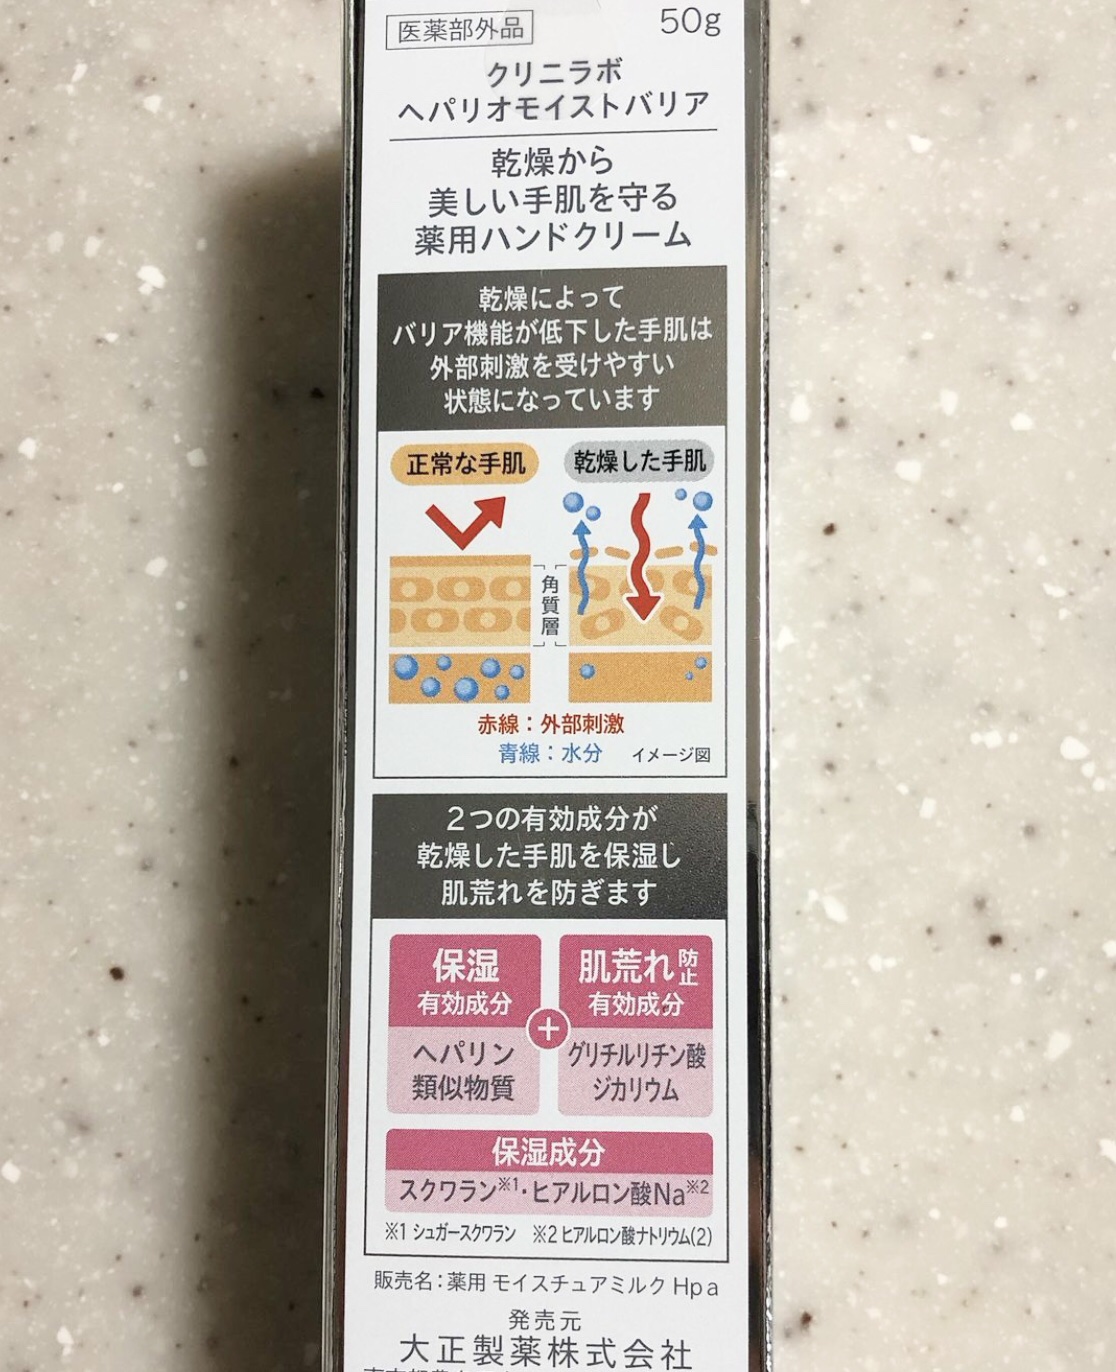 医薬部外品
50g
クリニラボ
ヘパリオモイストバリア
乾燥から
美しい手肌を守る
薬用ハンドクリーム
乾燥によって
バリア機能が低下した手肌は
外部刺激を受けやすい
状態になっています
正常な手肌
乾燥した手肌
角質層
赤線：外部刺激
青線：水分
イメージ図
2つの有効成分が
乾燥した手肌を保湿し
肌荒れを防ぎます
保湿
有効成分
ヘパリン
類似物質
+
肌荒れ防止
有効成分
グリチルリチン酸
ジカリウム
保湿成分
スクワラン※1・ヒアルロン酸Na※2
※1 シュガースクワラン ※2 ヒアルロン酸ナトリウム(2)
販売名：薬用 モイスチュアミルク Hpa
発売元
大正製薬株式会社